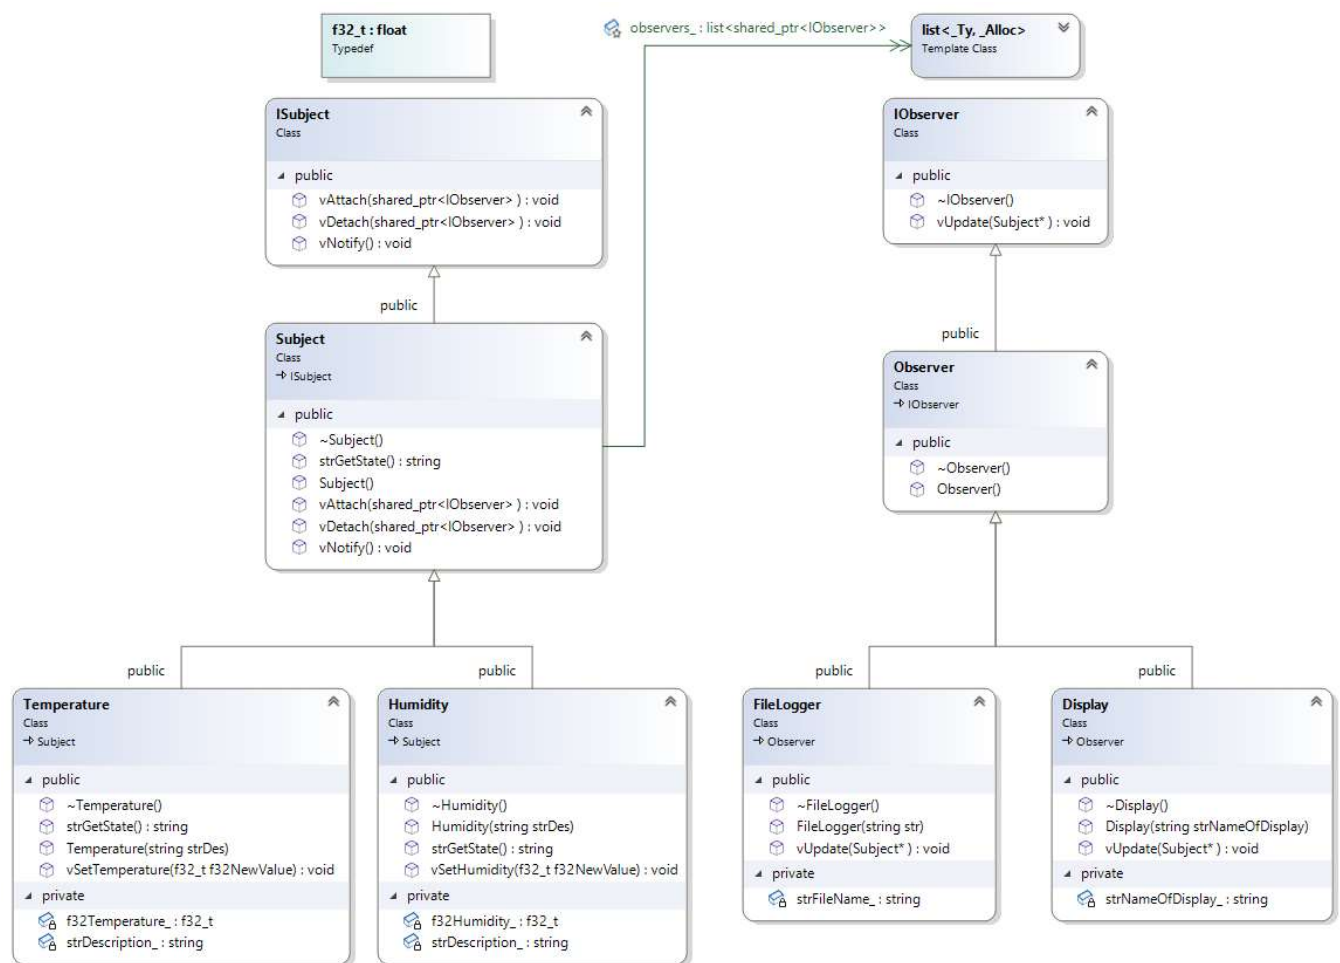 f32_t : float
Typedef
observers_ : list<shared_ptr<IObserver>>
list<_Ty, _Alloc>
Template Class
ISubject
Class
public
vAttach(shared_ptr<IObserver> ) : void
vDetach(shared_ptr<IObserver> ) : void
vNotify() : void
IObserver
Class
public
~IObserver()
vUpdate(Subject* ) : void
public
public
Subject
Class
ISubject
public
~Subject()
strGetState() : string
Subject()
vAttach(shared_ptr<IObserver> ) : void
vDetach(shared_ptr<IObserver> ) : void
vNotify() : void
Observer
Class
IObserver
public
~Observer()
Observer()
public
public
public
public
Temperature
Class
Subject
public
~Temperature()
strGetState() : string
Temperature(string strDes)
vSetTemperature(f32_t f32NewValue) : void
private
f32Temperature_ : f32_t
strDescription_ : string
Humidity
Class
Subject
public
~Humidity()
Humidity(string strDes)
strGetState() : string
vSetHumidity(f32_t f32NewValue) : void
private
f32Humidity_ : f32_t
strDescription_ : string
FileLogger
Class
Observer
public
~FileLogger()
FileLogger(string str)
vUpdate(Subject* ) : void
private
strFileName_ : string
Display
Class
Observer
public
~Display()
Display(string strNameOfDisplay)
vUpdate(Subject* ) : void
private
strNameOfDisplay_ : string